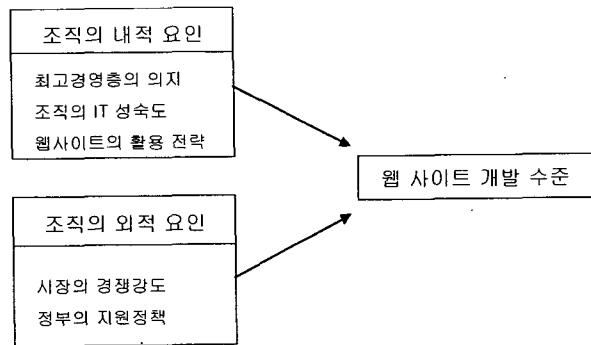 조직의 내적 요인
최고경영층의 의지
조직의 IT 성숙도
웹사이트의 활용 전략
웹 사이트 개발 수준
조직의 외적 요인
시장의 경쟁강도
정부의 지원정책